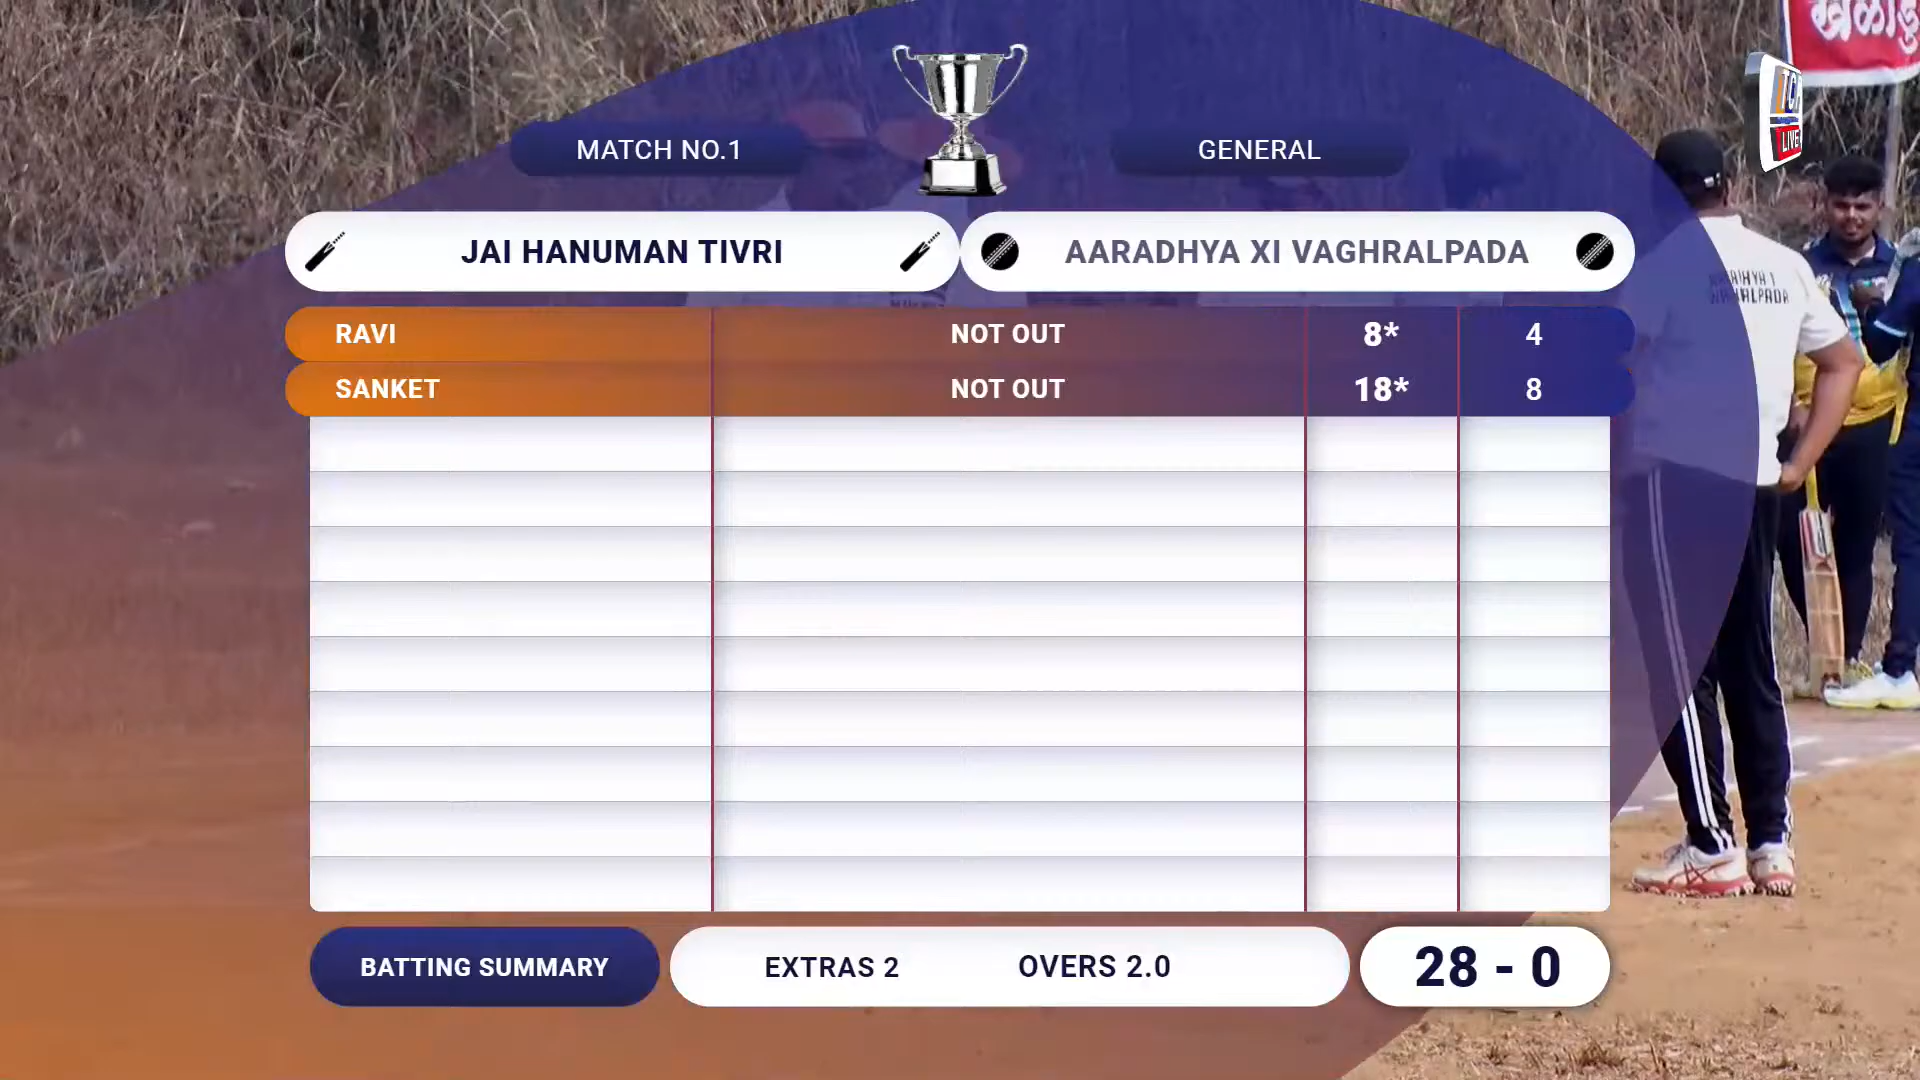 खेळाडू
LIVE
MATCH NO.1
GENERAL
JAI HANUMAN TIVRI
AARADHYA XI VAGHRALPADA
RAVI NOT OUT 8* 4
SANKET NOT OUT 18* 8
BATTING SUMMARY
EXTRAS 2 OVERS 2.0
28 - 0